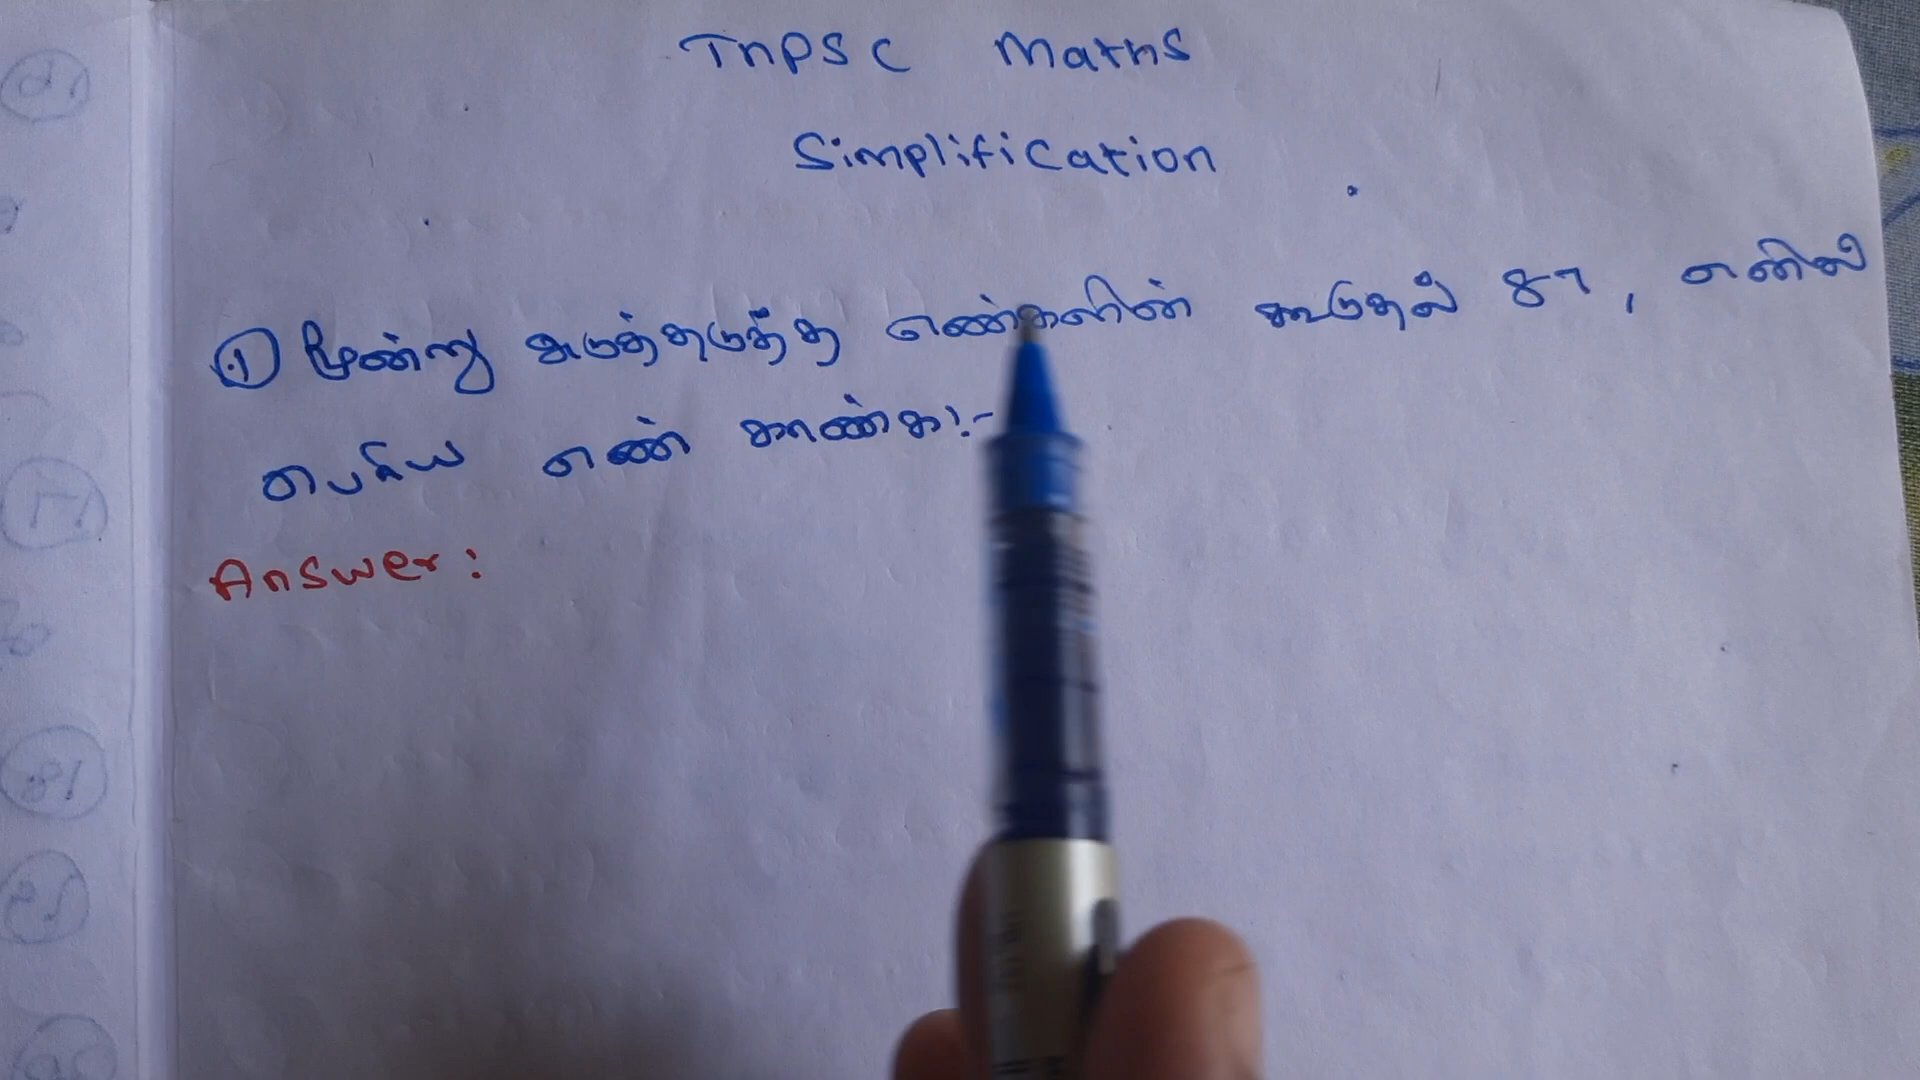 TNPSC Maths
Simplification
① மூன்று அடுத்தடுத்த எண்களின் கூடுதல் 87, எனில்
பெரிய எண் காண்க:-
Answer: